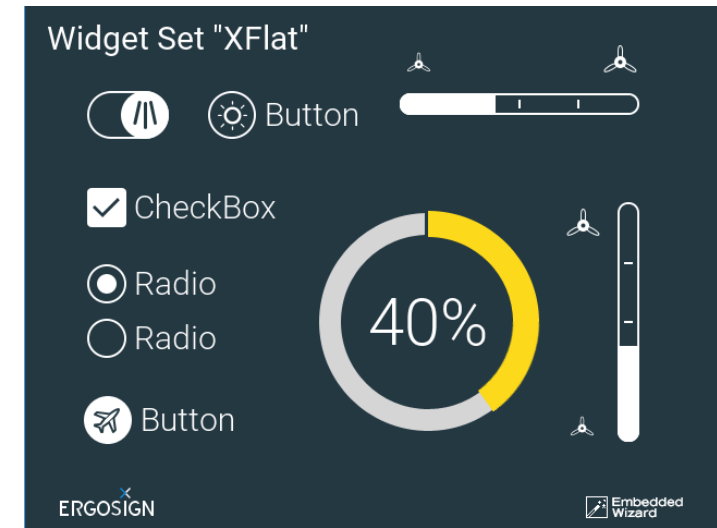 Widget Set "XFlat"
Button
CheckBox
Radio
Radio
40%
Button
ERGOSIGN
Embedded
Wizard